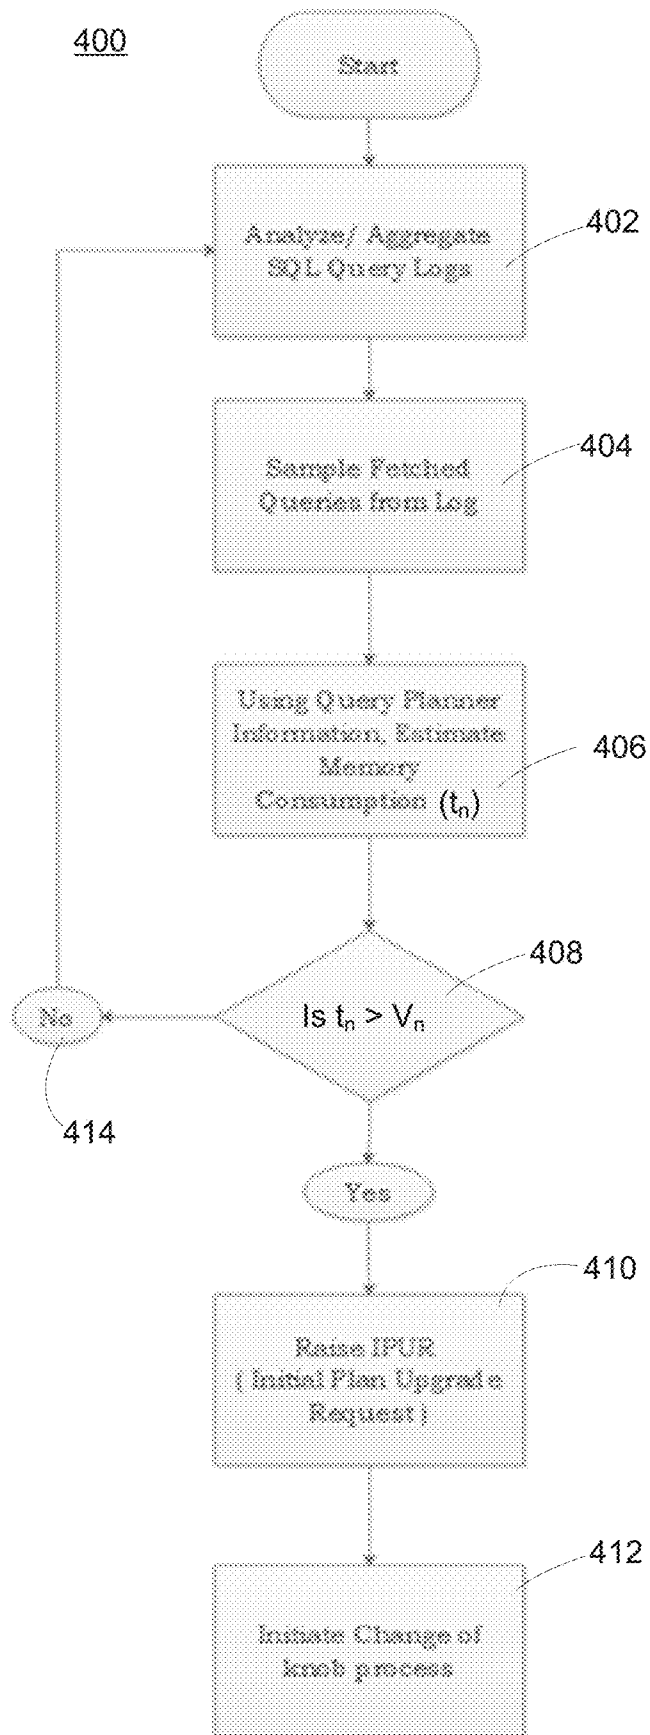 400
Start
Analyze/ Aggregate
SQL Query Logs
402
Sample Fetched
Queries from Log
404
Using Query Planner
Information, Estimate
Memory
Consumption (tn)
406
Is tn > Vn
408
No
414
Yes
Raise IPUR
( Initial Plan Upgrade
Request )
410
Initiate Change of
knob process
412